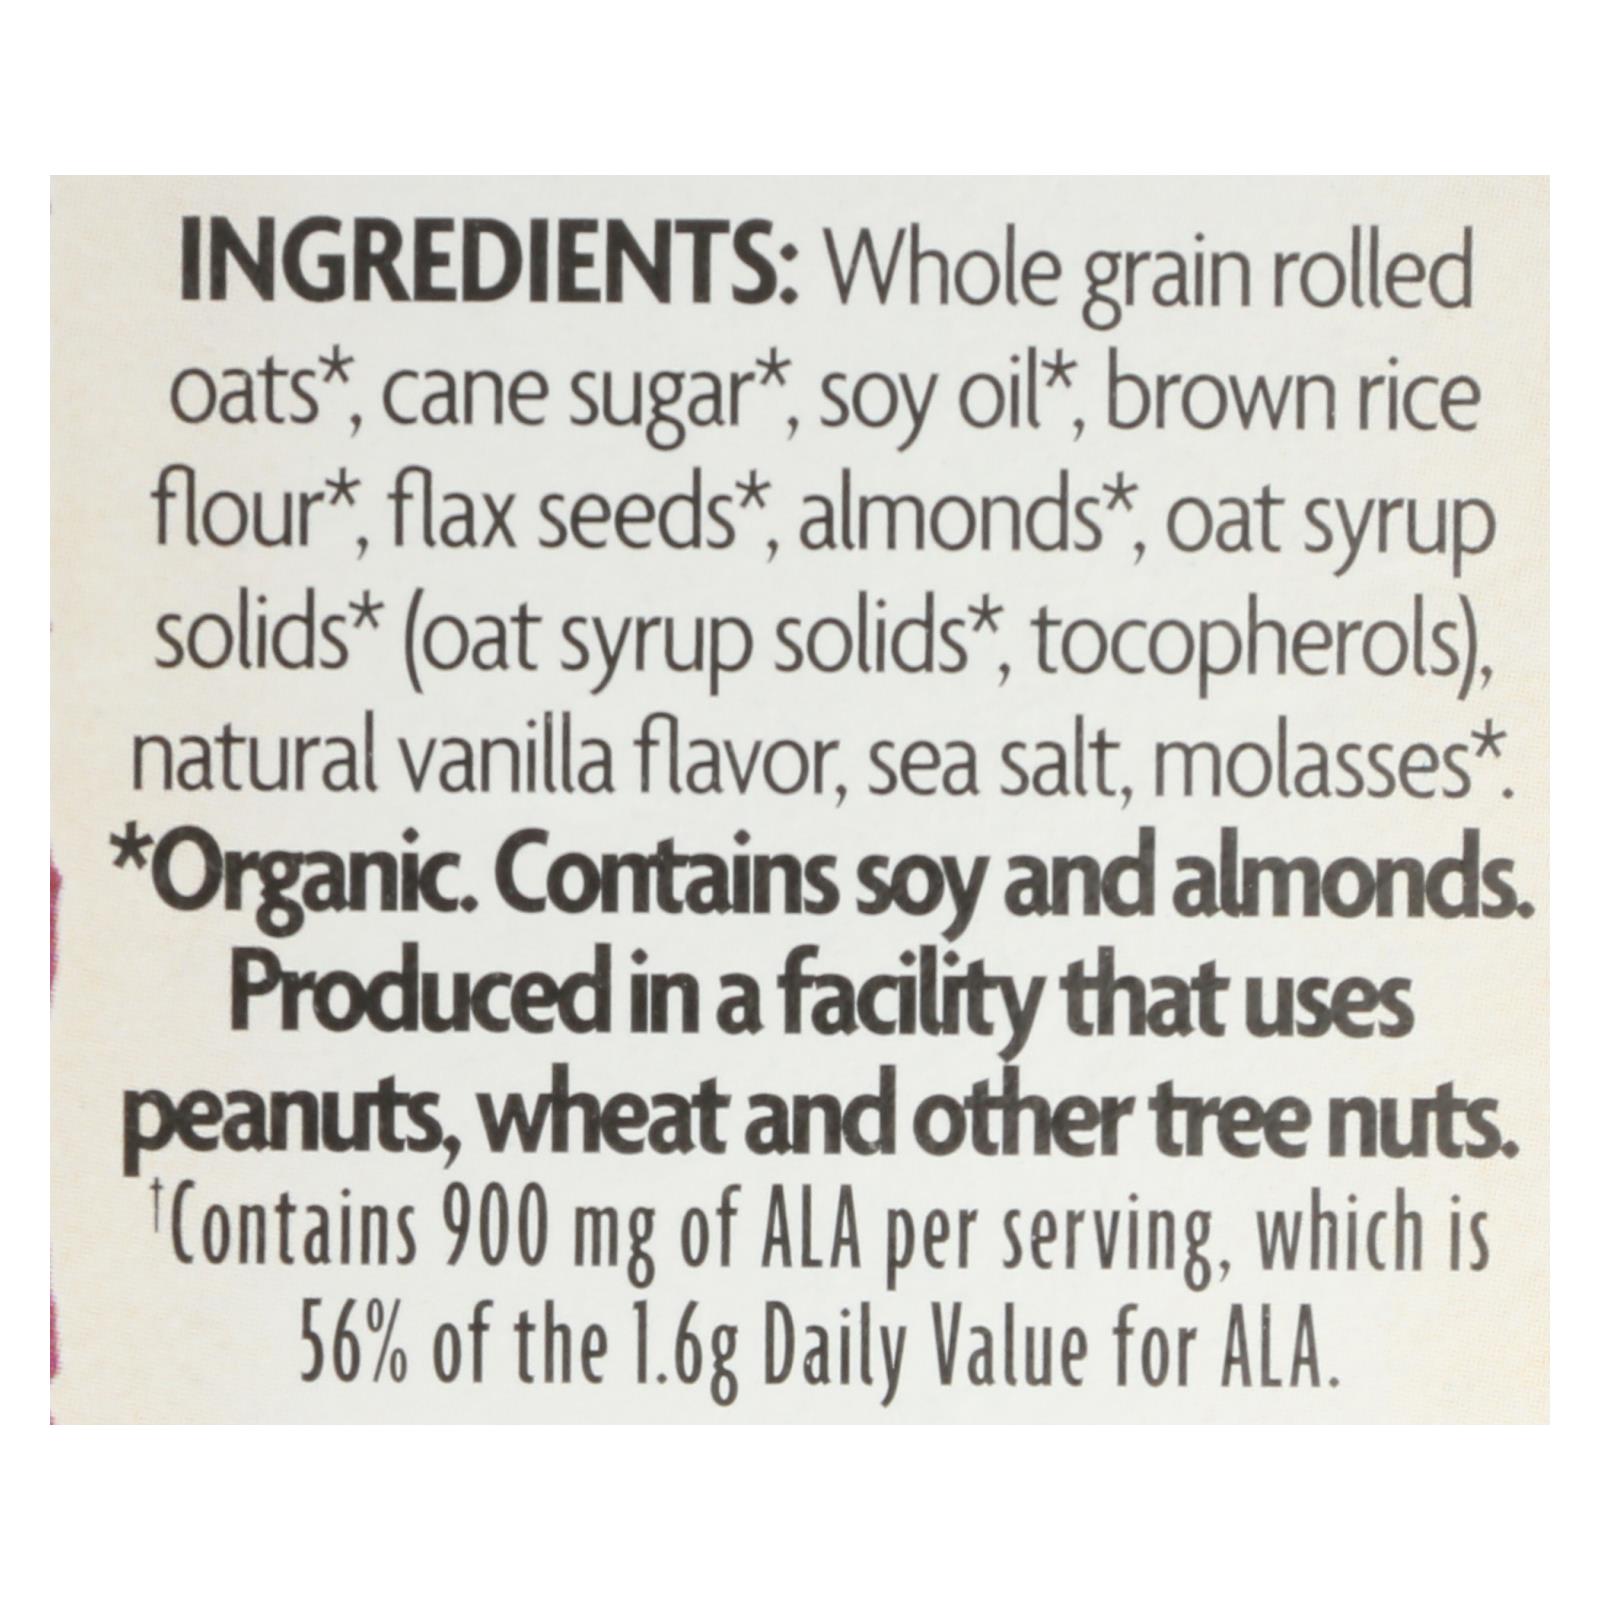 INGREDIENTS: Whole grain rolled
oats*, cane sugar*, soy oil*, brown rice
flour*, flax seeds*, almonds*, oat syrup
solids* (oat syrup solids*, tocopherols),
natural vanilla flavor, sea salt, molasses*.
*Organic. Contains soy and almonds.
Produced in a facility that uses
peanuts, wheat and other tree nuts.
†Contains 900 mg of ALA per serving, which is
56% of the 1.6g Daily Value for ALA.